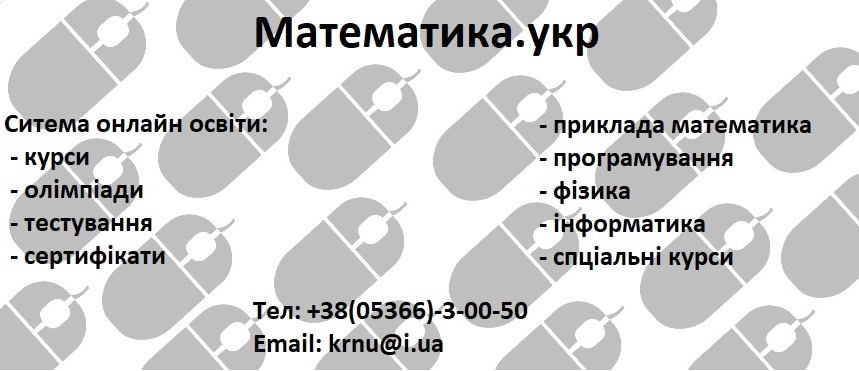 Математика.укр
Ситема онлайн освіти:
- курси
- олімпіади
- тестування
- сертифікати
- приклада математика
- програмування
- фізика
- інформатика
- спціальні курси
Тел: +38(05366)-3-00-50
Email: krnu@i.ua